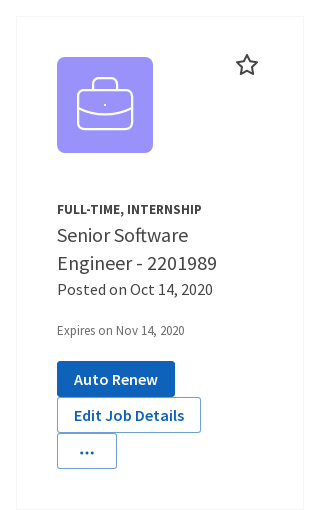 FULL-TIME, INTERNSHIP
Senior Software
Engineer - 2201989
Posted on Oct 14, 2020
Expires on Nov 14, 2020
Auto Renew
Edit Job Details
...